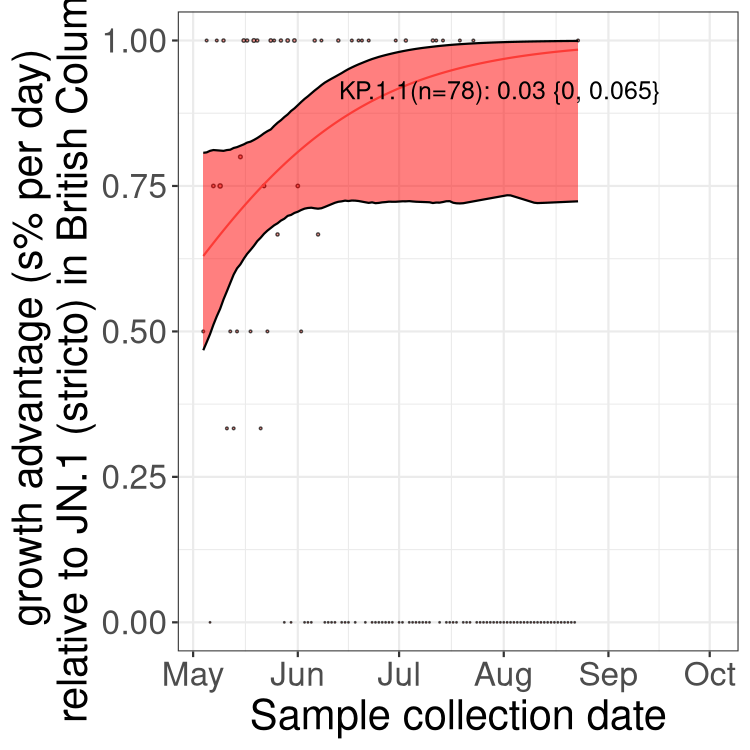 growth advantage (s% per day)
relative to JN.1 (stricto) in British Colum
1.00
0.75
0.50
0.25
0.00
KP.1.1(n=78): 0.03 {0, 0.065}
May Jun Jul Aug Sep Oct
Sample collection date